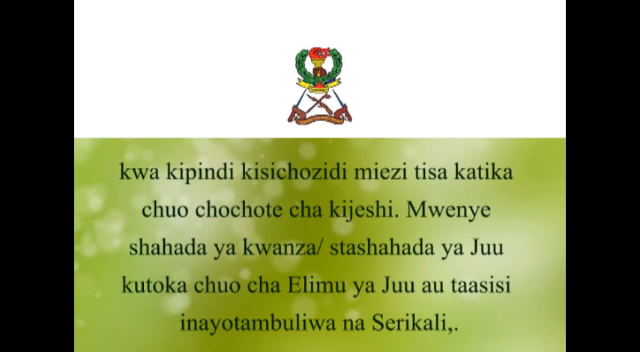 kwa kipindi kisichozidi miezi tisa katika
chuo chochote cha kijeshi. Mwenye
shahada ya kwanza/ stashahada ya Juu
kutoka chuo cha Elimu ya Juu au taasisi
inayotambuliwa na Serikali,.